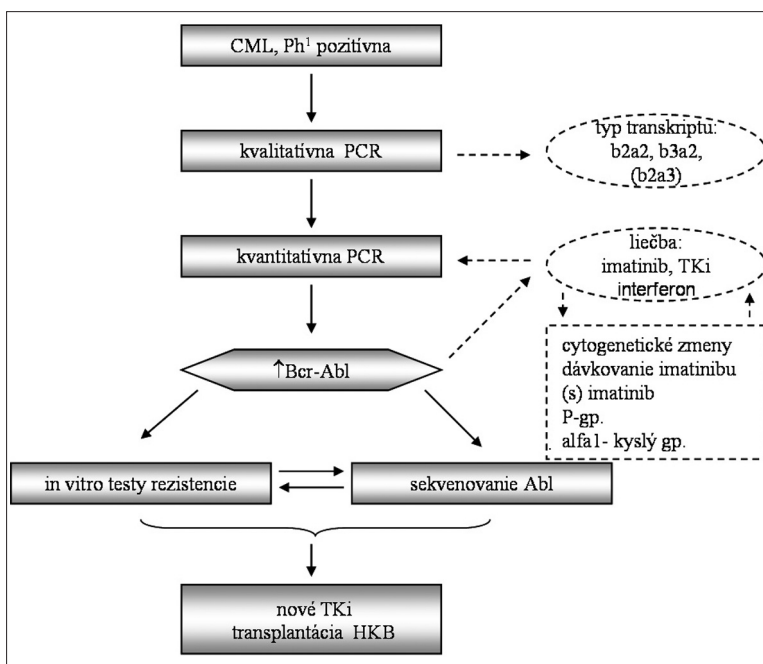 CML, Ph¹ pozitívna
kvalitatívna PCR
typ transkriptu:
b2a2, b3a2,
(b2a3)
kvantitatívna PCR
liečba:
imatinib, TKi
interferon
↑Bcr-Abl
cytogenetické zmeny
dávkovanie imatinibu
(s) imatinib
P-gp.
alfa1- kyslý gp.
in vitro testy rezistencie
sekvenovanie Abl
nové TKi
transplantácia HKB